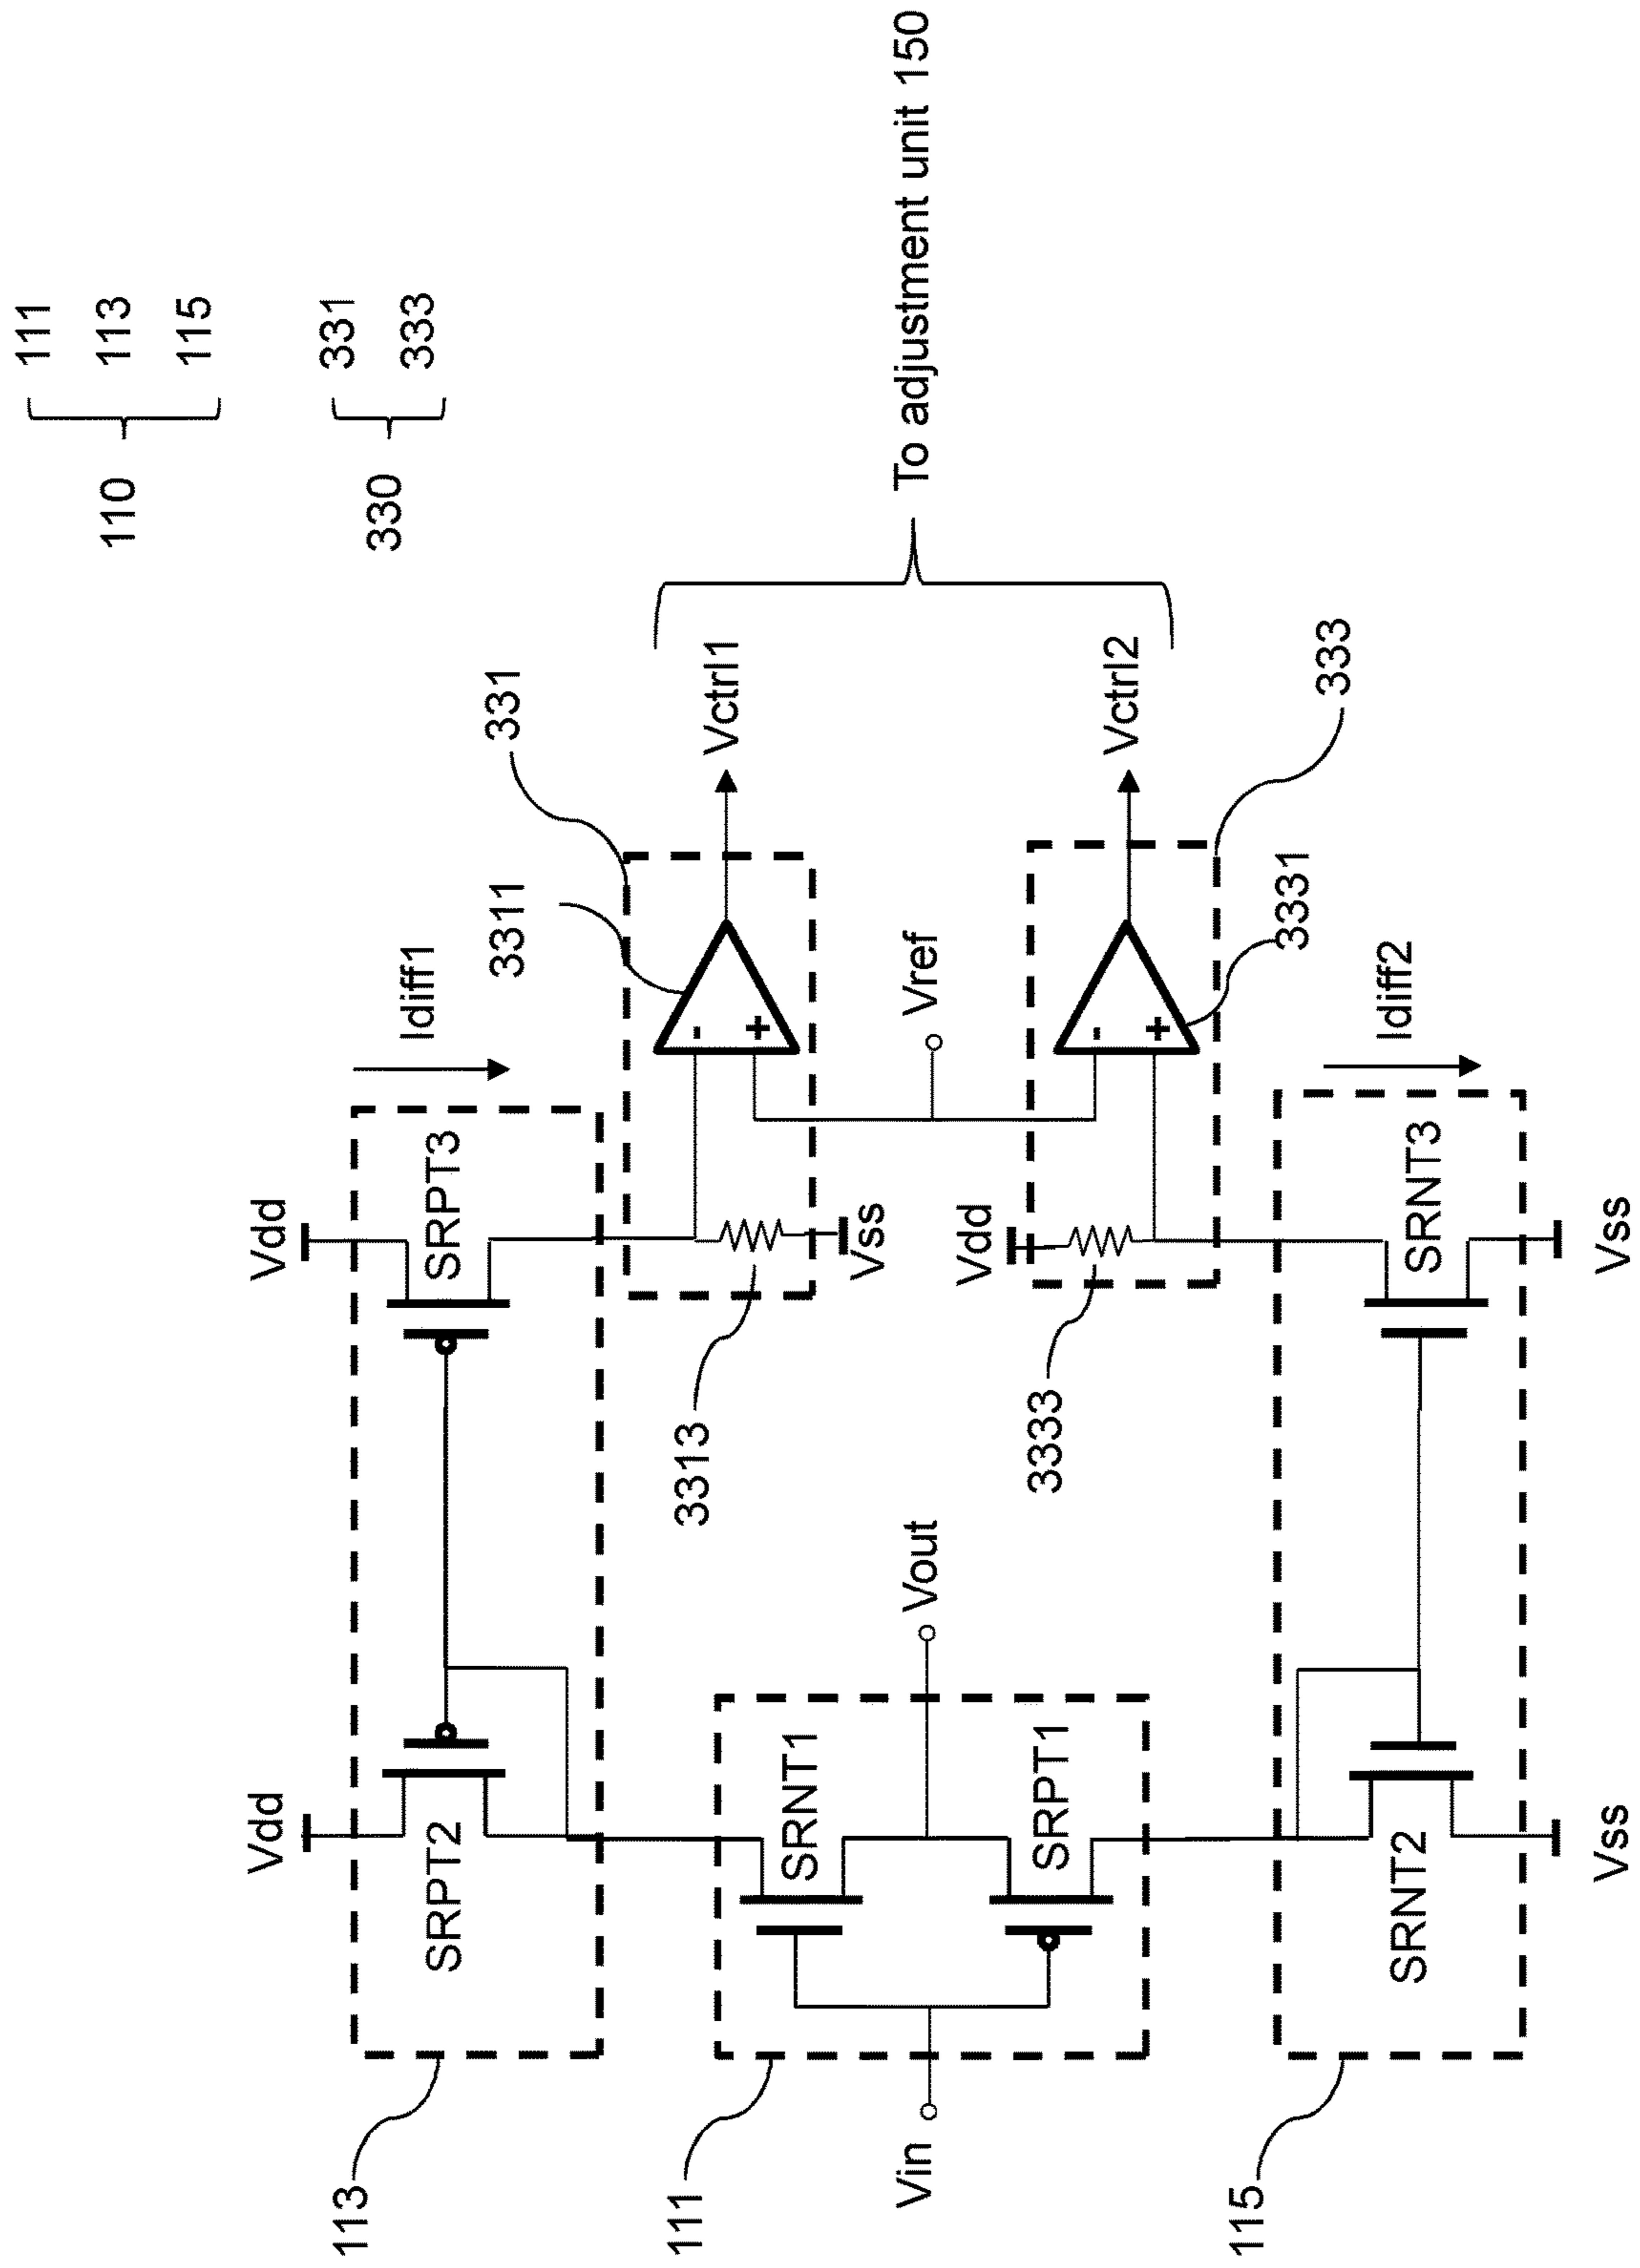 110
111
113
115
330
331
333
Vdd
Vdd
Idiff1
113
SRPT2
SRPT3
331
3311
-
+
Vctrl1
3313
Vss
111
SRNT1
Vin
Vout
Vref
To adjustment unit 150
SRPT1
Vdd
3333
-
+
Vctrl2
3331
333
Idiff2
115
SRNT2
SRNT3
Vss
Vss